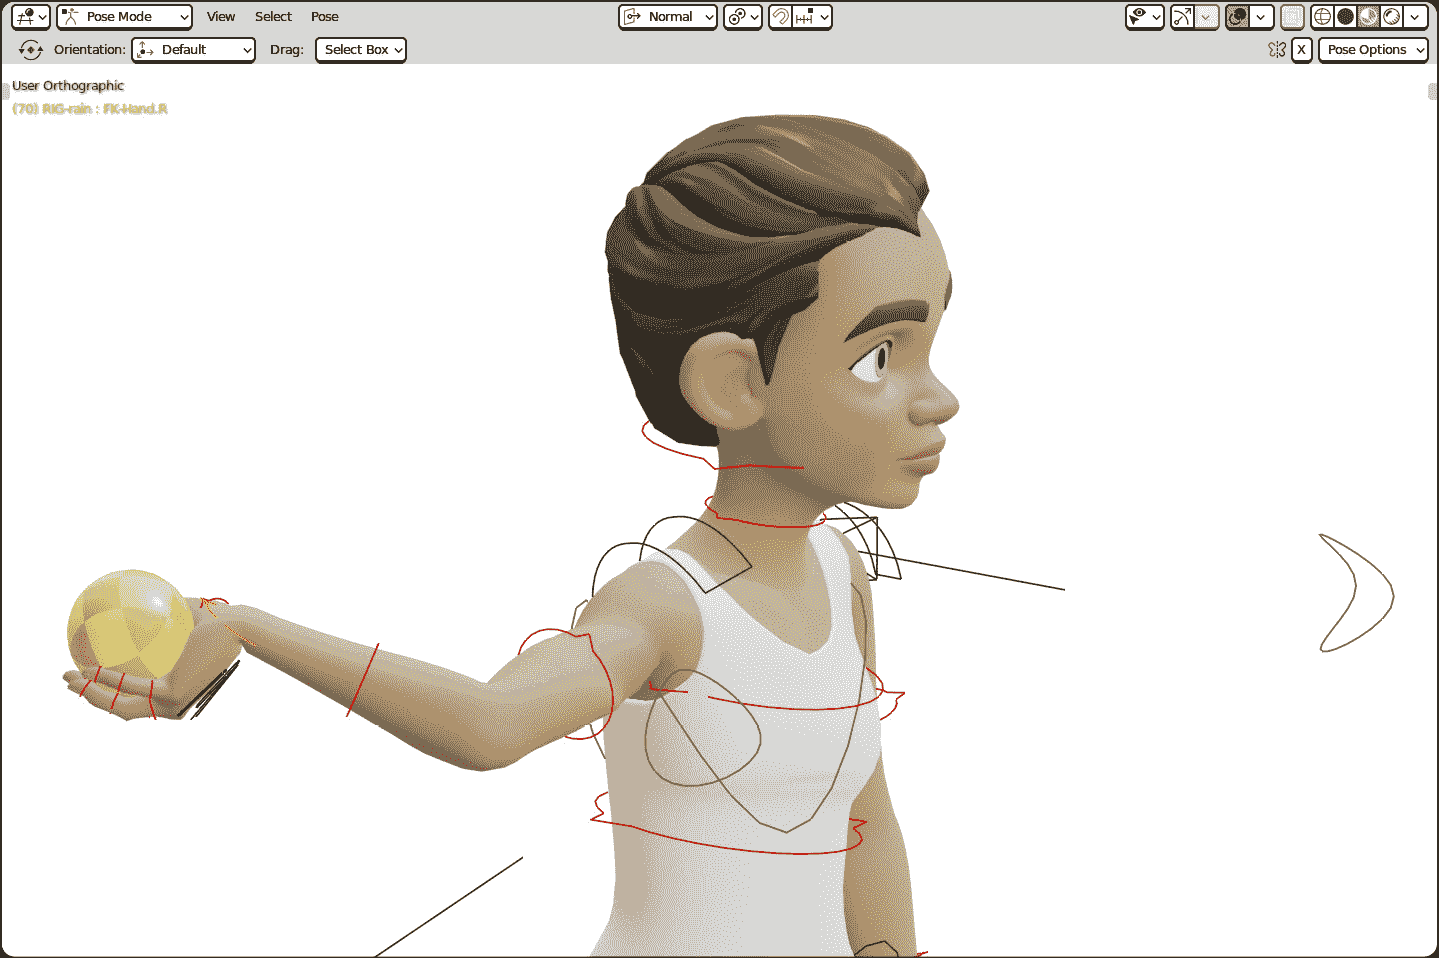 Pose Mode View Select Pose Normal
Orientation: Default Drag: Select Box X Pose Options
User Orthographic
(70) RIG-rain : FK-Hand.R